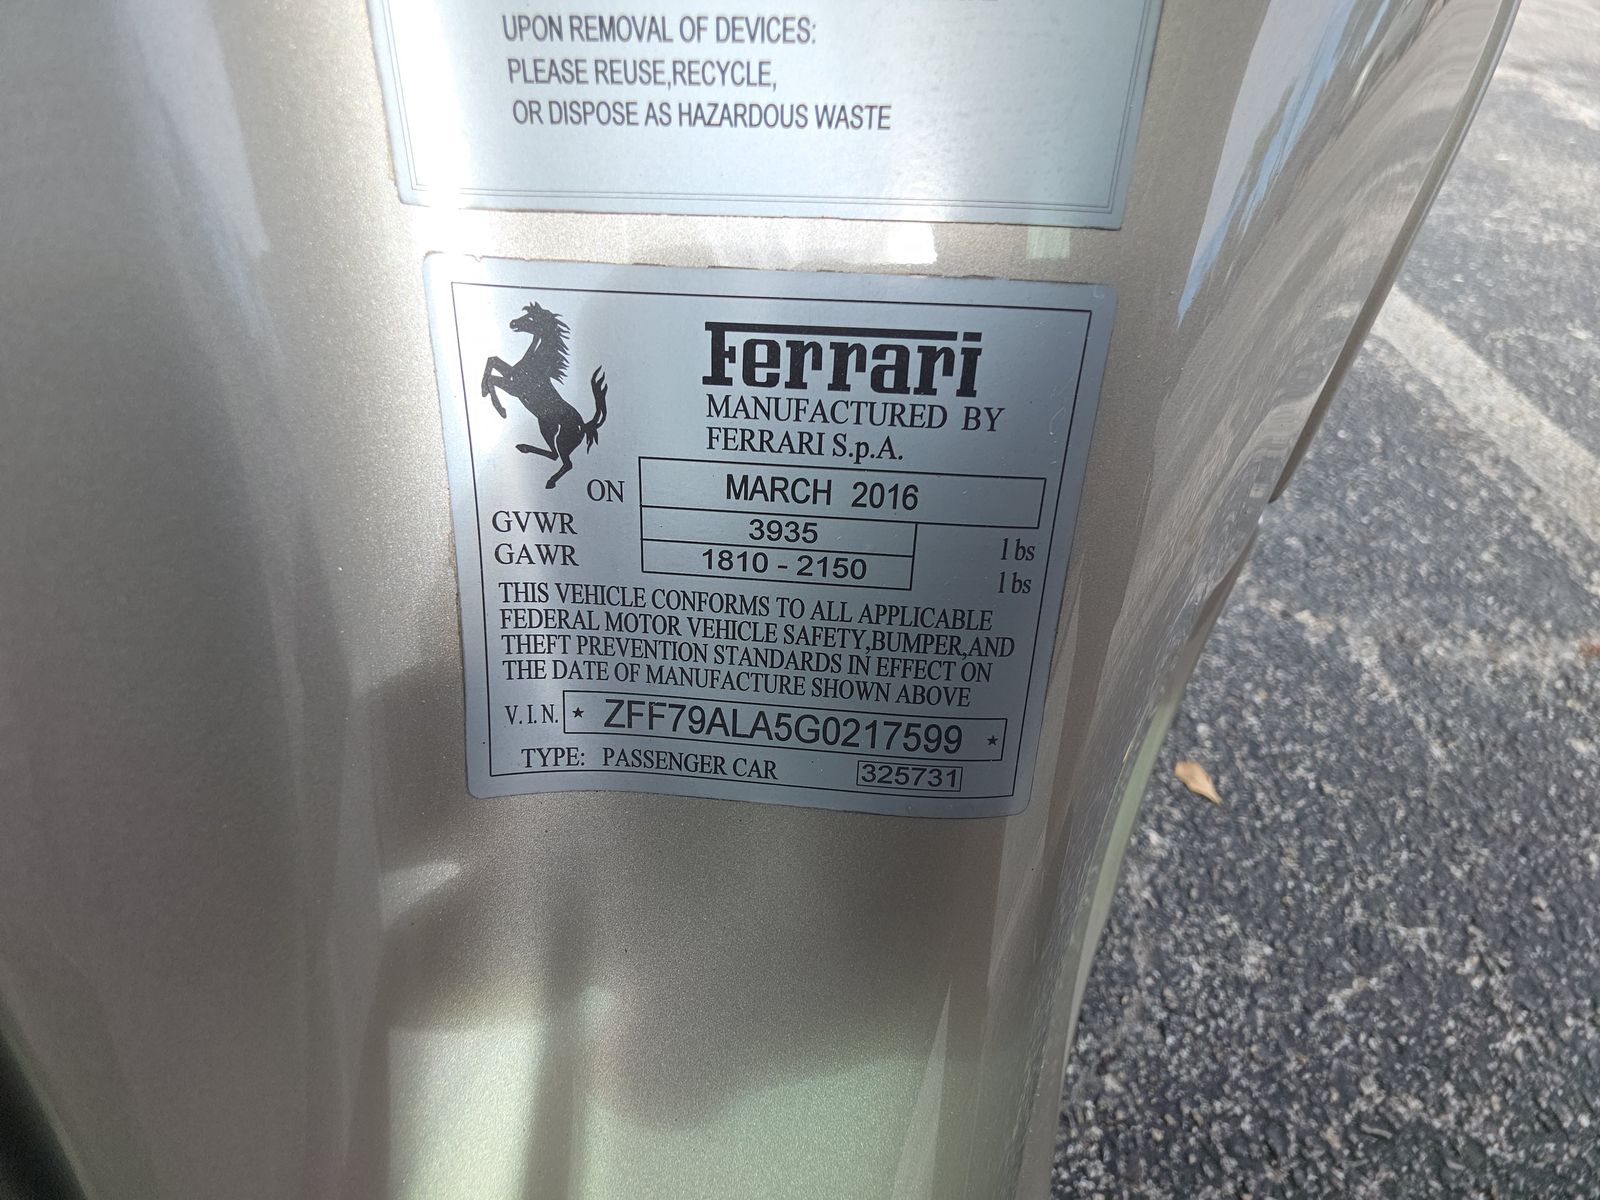 UPON REMOVAL OF DEVICES:
PLEASE REUSE,RECYCLE,
OR DISPOSE AS HAZARDOUS WASTE
Ferrari
MANUFACTURED BY
FERRARI S.p.A.
ON MARCH 2016
GVWR 3935 lbs
GAWR 1810 - 2150 lbs
THIS VEHICLE CONFORMS TO ALL APPLICABLE
FEDERAL MOTOR VEHICLE SAFETY,BUMPER,AND
THEFT PREVENTION STANDARDS IN EFFECT ON
THE DATE OF MANUFACTURE SHOWN ABOVE
V.I.N. * ZFF79ALA5G0217599 *
TYPE: PASSENGER CAR 325731